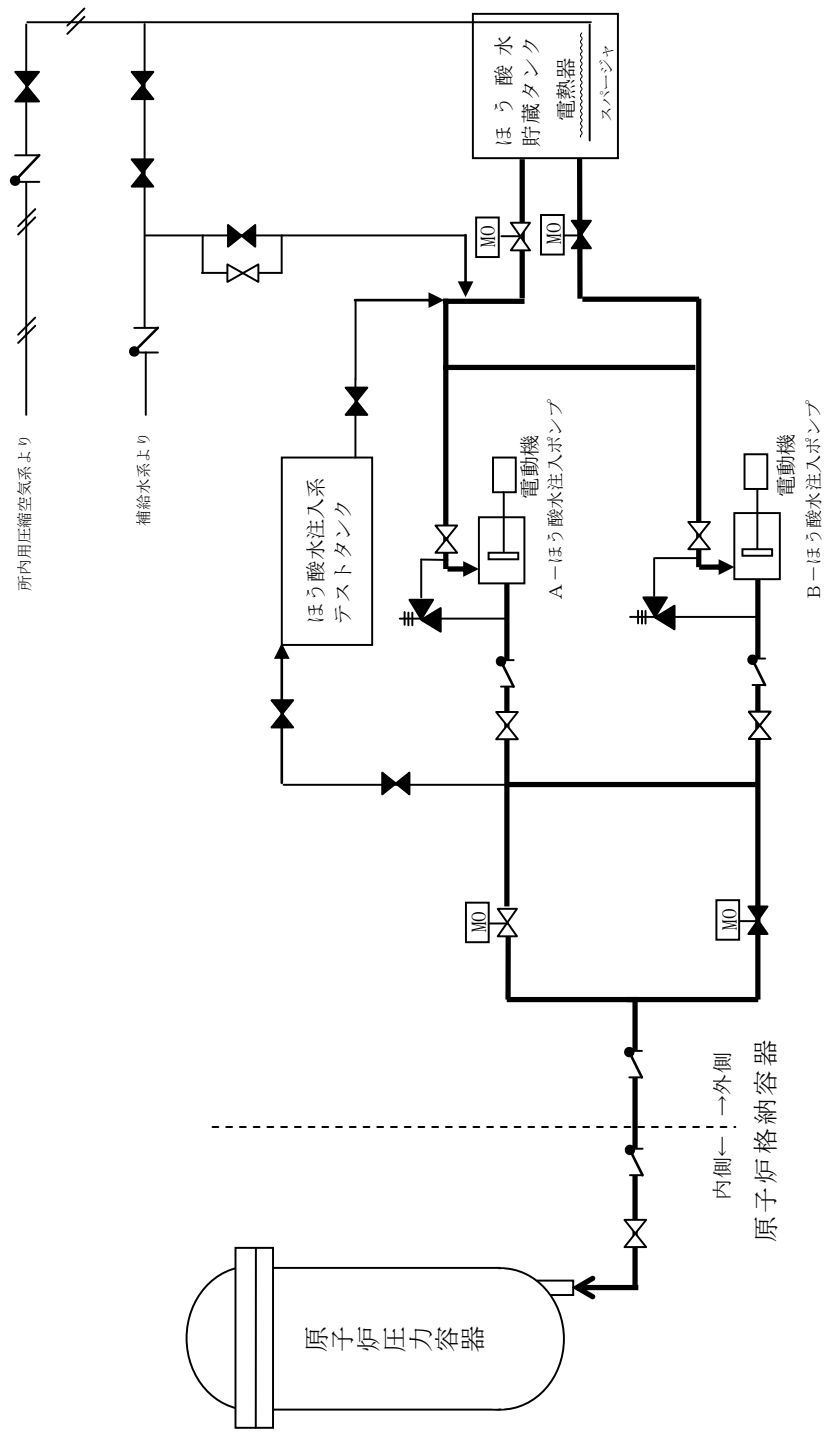 所内用圧縮空気系より
補給水系より
ほう酸水
貯蔵タンク
電熱器
スパージャ
MO
MO
ほう酸水注入系
テストタンク
電動機
A－ほう酸水注入ポンプ
電動機
B－ほう酸水注入ポンプ
MO
MO
内側← →外側
原子炉格納容器
原子炉圧力容器